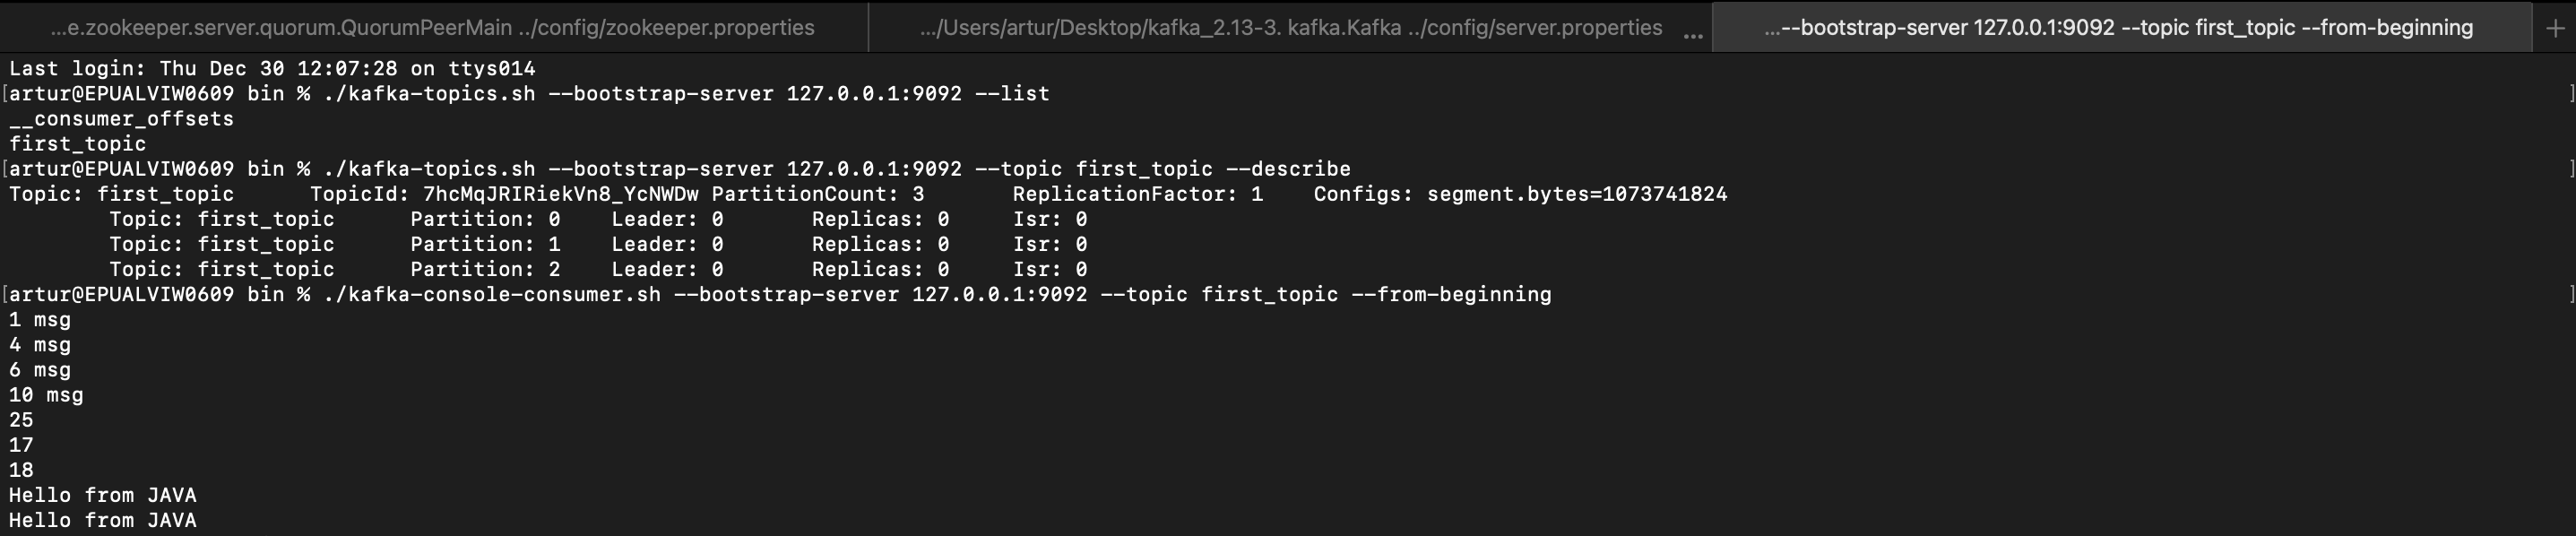 ...e.zookeeper.server.quorum.QuorumPeerMain ../config/zookeeper.properties
.../Users/artur/Desktop/kafka_2.13-3. kafka.Kafka ../config/server.properties ...
...--bootstrap-server 127.0.0.1:9092 --topic first_topic --from-beginning +
Last login: Thu Dec 30 12:07:28 on ttys014
[artur@EPUALVIW0609 bin % ./kafka-topics.sh --bootstrap-server 127.0.0.1:9092 --list ]
__consumer_offsets
first_topic
[artur@EPUALVIW0609 bin % ./kafka-topics.sh --bootstrap-server 127.0.0.1:9092 --topic first_topic --describe ]
Topic: first_topic TopicId: 7hcMqJRIRiekVn8_YcNWDw PartitionCount: 3 ReplicationFactor: 1 Configs: segment.bytes=1073741824
Topic: first_topic Partition: 0 Leader: 0 Replicas: 0 Isr: 0
Topic: first_topic Partition: 1 Leader: 0 Replicas: 0 Isr: 0
Topic: first_topic Partition: 2 Leader: 0 Replicas: 0 Isr: 0
[artur@EPUALVIW0609 bin % ./kafka-console-consumer.sh --bootstrap-server 127.0.0.1:9092 --topic first_topic --from-beginning ]
1 msg
4 msg
6 msg
10 msg
25
17
18
Hello from JAVA
Hello from JAVA